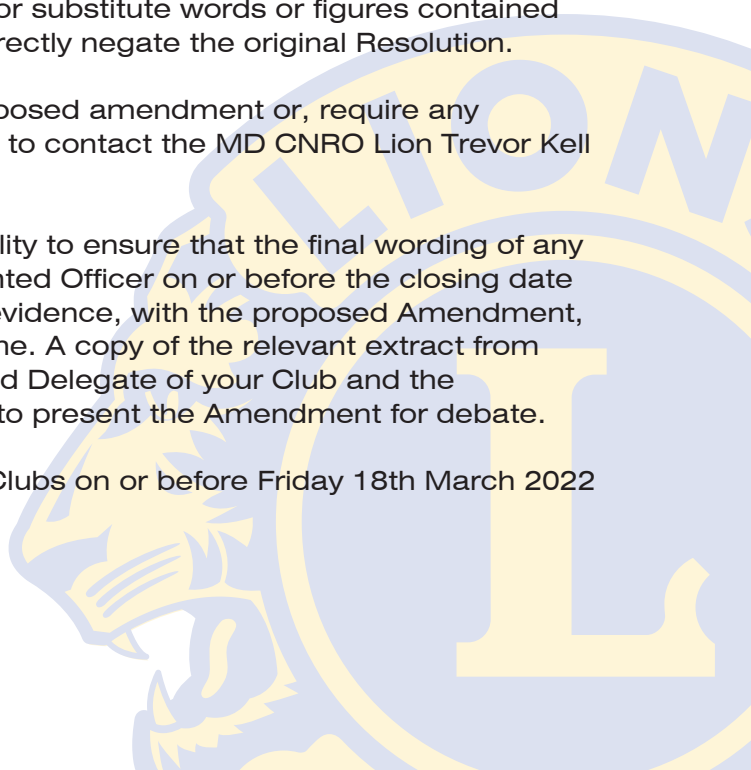 or substitute words or figures contained
rectly negate the original Resolution.
posed amendment or, require any
to contact the MD CNRO Lion Trevor Kell
lity to ensure that the final wording of any
nted Officer on or before the closing date
evidence, with the proposed Amendment,
ne. A copy of the relevant extract from
d Delegate of your Club and the
to present the Amendment for debate.
Clubs on or before Friday 18th March 2022
LIONS
L